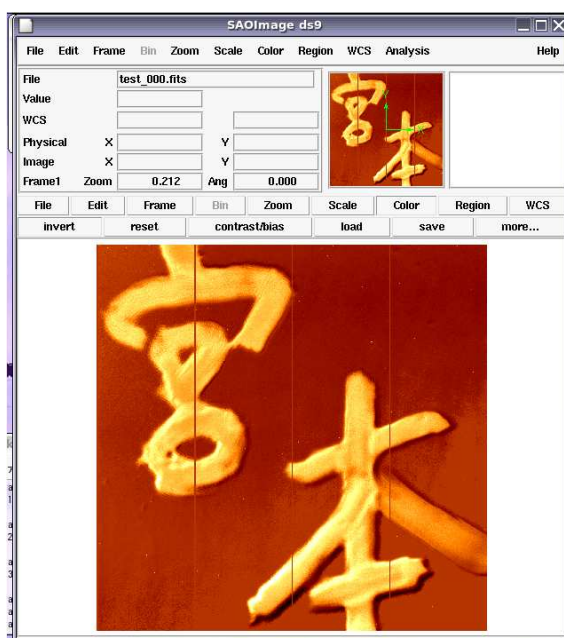 SAOImage ds9
File Edit Frame Bin Zoom Scale Color Region WCS Analysis Help
File test_000.fits
Value
WCS
Physical X Y
Image X Y
Frame1 Zoom 0.212 Ang 0.000
File Edit Frame Bin Zoom Scale Color Region WCS
invert reset contrast/bias load save more...
宮
本